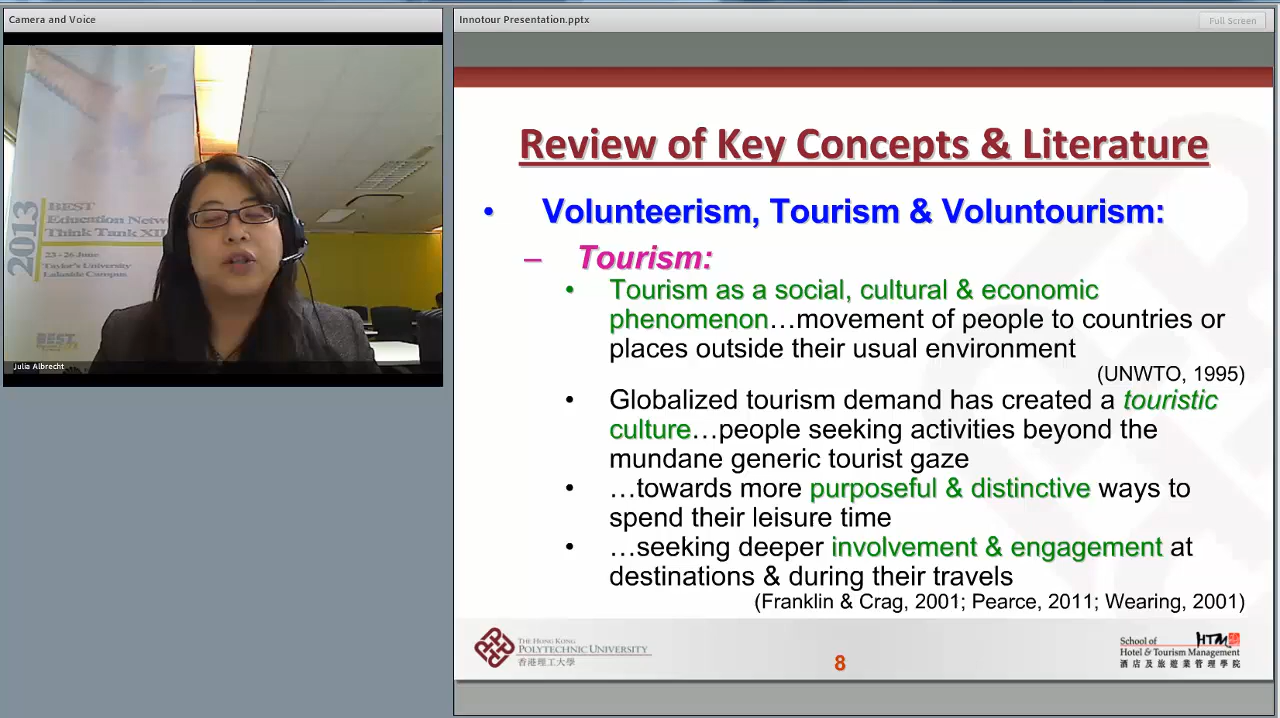 Camera and Voice
Innotour Presentation.pptx
Full Screen
2013
BEST
Education Netw
Think Tank XII
23 - 26 June
Taylor's University
Lakeside Campus
BEST
Julia Albrecht
Review of Key Concepts & Literature
• Volunteerism, Tourism & Voluntourism:
– Tourism:
• Tourism as a social, cultural & economic
phenomenon…movement of people to countries or
places outside their usual environment
(UNWTO, 1995)
• Globalized tourism demand has created a touristic
culture…people seeking activities beyond the
mundane generic tourist gaze
• …towards more purposeful & distinctive ways to
spend their leisure time
• …seeking deeper involvement & engagement at
destinations & during their travels
(Franklin & Crag, 2001; Pearce, 2011; Wearing, 2001)
THE HONG KONG
POLYTECHNIC UNIVERSITY
香港理工大學
8
School of HTM
Hotel & Tourism Management
酒店及旅遊業管理學院